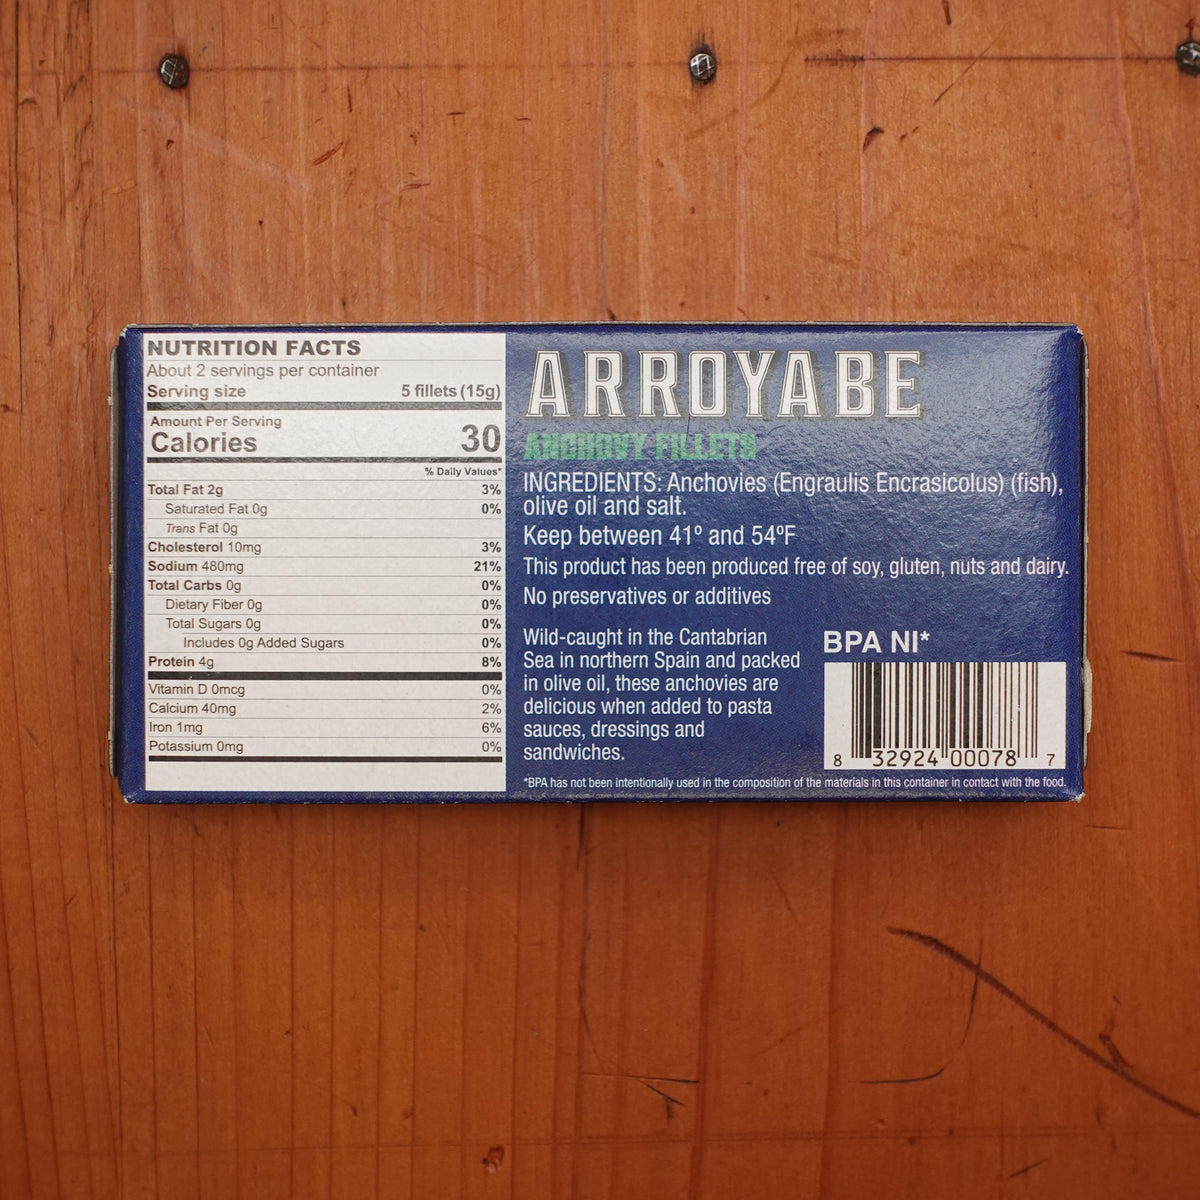 NUTRITION FACTS
About 2 servings per container
Serving size 5 fillets (15g)
Amount Per Serving
Calories 30
% Daily Values*
Total Fat 2g 3%
Saturated Fat 0g 0%
Trans Fat 0g
Cholesterol 10mg 3%
Sodium 480mg 21%
Total Carbs 0g 0%
Dietary Fiber 0g 0%
Total Sugars 0g 0%
Includes 0g Added Sugars 0%
Protein 4g 8%
Vitamin D 0mcg 0%
Calcium 40mg 2%
Iron 1mg 6%
Potassium 0mg 0%
ARROYABE
ANCHOVY FILLETS
INGREDIENTS: Anchovies (Engraulis Encrasicolus) (fish),
olive oil and salt.
Keep between 41º and 54ºF
This product has been produced free of soy, gluten, nuts and dairy.
No preservatives or additives
Wild-caught in the Cantabrian
Sea in northern Spain and packed
in olive oil, these anchovies are
delicious when added to pasta
sauces, dressings and
sandwiches.
BPA NI*
8 32924 00078 7
*BPA has not been intentionally used in the composition of the materials in this container in contact with the food.